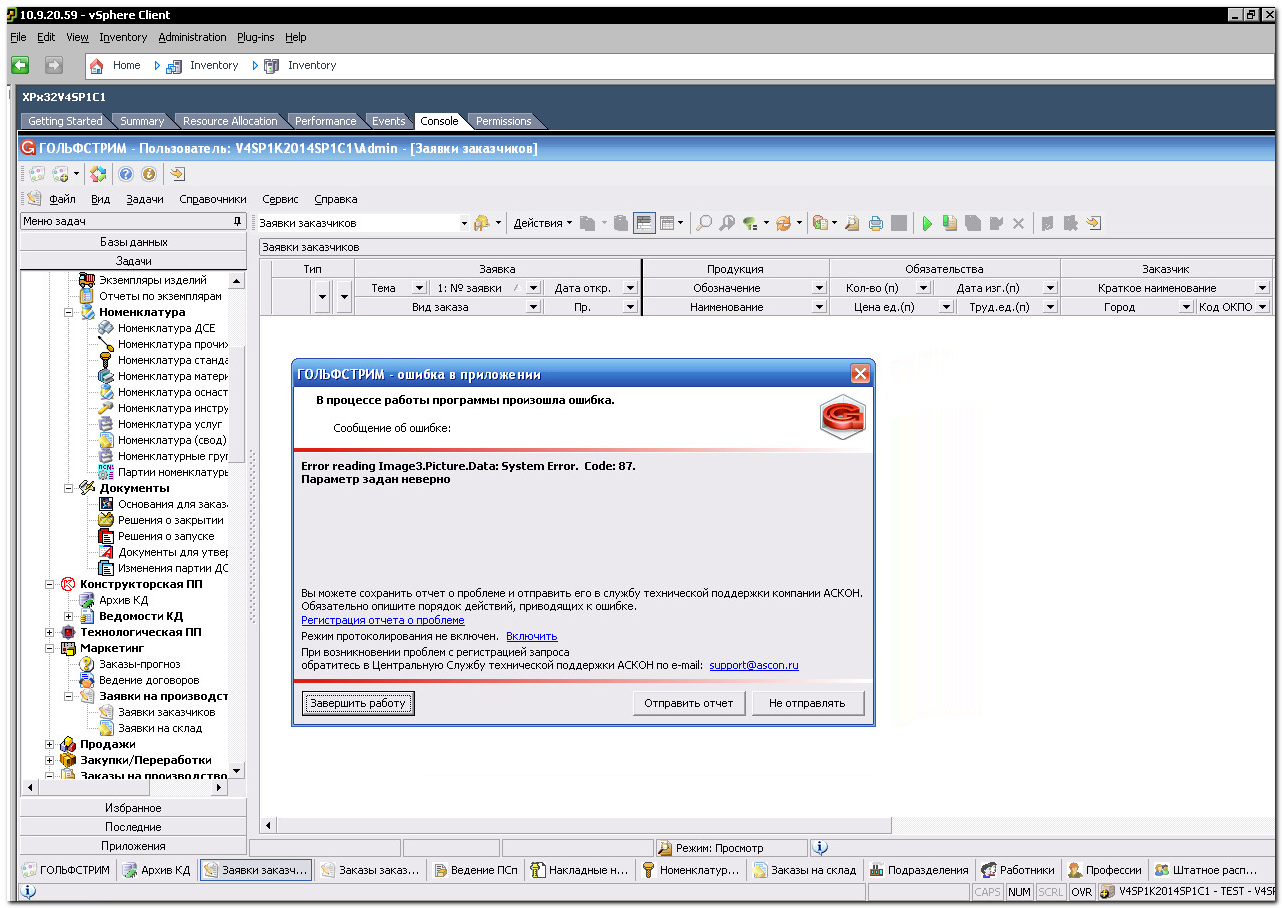 10.9.20.59 - vSphere Client
File Edit View Inventory Administration Plug-ins Help
Home Inventory Inventory
XPx32V4SP1C1
Getting Started Summary Resource Allocation Performance Events Console Permissions
ГОЛЬФСТРИМ - Пользователь: V4SP1K2014SP1C1\Admin - [Заявки заказчиков]
Файл Вид Задачи Справочники Сервис Справка
Меню задач
Базы данных
Задачи
Экземпляры изделий
Отчеты по экземплярам
Номенклатура
Номенклатура ДСЕ
Номенклатура прочих
Номенклатура станда
Номенклатура матери
Номенклатура оснаст
Номенклатура инстру
Номенклатура услуг
Номенклатура (свод)
Номенклатурные груп
Партии номенклатуры
Документы
Основания для заказа
Решения о закрытии
Решения о запуске
Документы для утвер
Изменения партии ДС
Конструкторская ПП
Архив КД
Ведомости КД
Технологическая ПП
Маркетинг
Заказы-прогноз
Ведение договоров
Заявки на производст
Заявки заказчиков
Заявки на склад
Продажи
Закупки/Переработки
Заказы на производство
Избранное
Последние
Приложения
Заявки заказчиков Действия
Заявки заказчиков
Тип Заявка Продукция Обязательства Заказчик
Тема 1: № заявки / Дата откр. Обозначение Кол-во (п) Дата изг.(п) Краткое наименование
Вид заказа Пр. Наименование Цена ед.(п) Труд.ед.(п) Город Код ОКПО
ГОЛЬФСТРИМ - ошибка в приложении
В процессе работы программы произошла ошибка.
Сообщение об ошибке:
Error reading Image3.Picture.Data: System Error. Code: 87.
Параметр задан неверно
Вы можете сохранить отчет о проблеме и отправить его в службу технической поддержки компании АСКОН.
Обязательно опишите порядок действий, приводящих к ошибке.
Регистрация отчета о проблеме
Режим протоколирования не включен. Включить
При возникновении проблем с регистрацией запроса
обратитесь в Центральную Службу технической поддержки АСКОН по e-mail: support@ascon.ru
Завершить работу Отправить отчет Не отправлять
Режим: Просмотр
ГОЛЬФСТРИМ Архив КД Заявки заказч... Заказы заказ... Ведение ПСп Накладные н... Номенклатур... Заказы на склад Подразделения Работники Профессии Штатное расп...
CAPS NUM SCRL OVR V4SP1K2014SP1C1 - TEST - V4SF